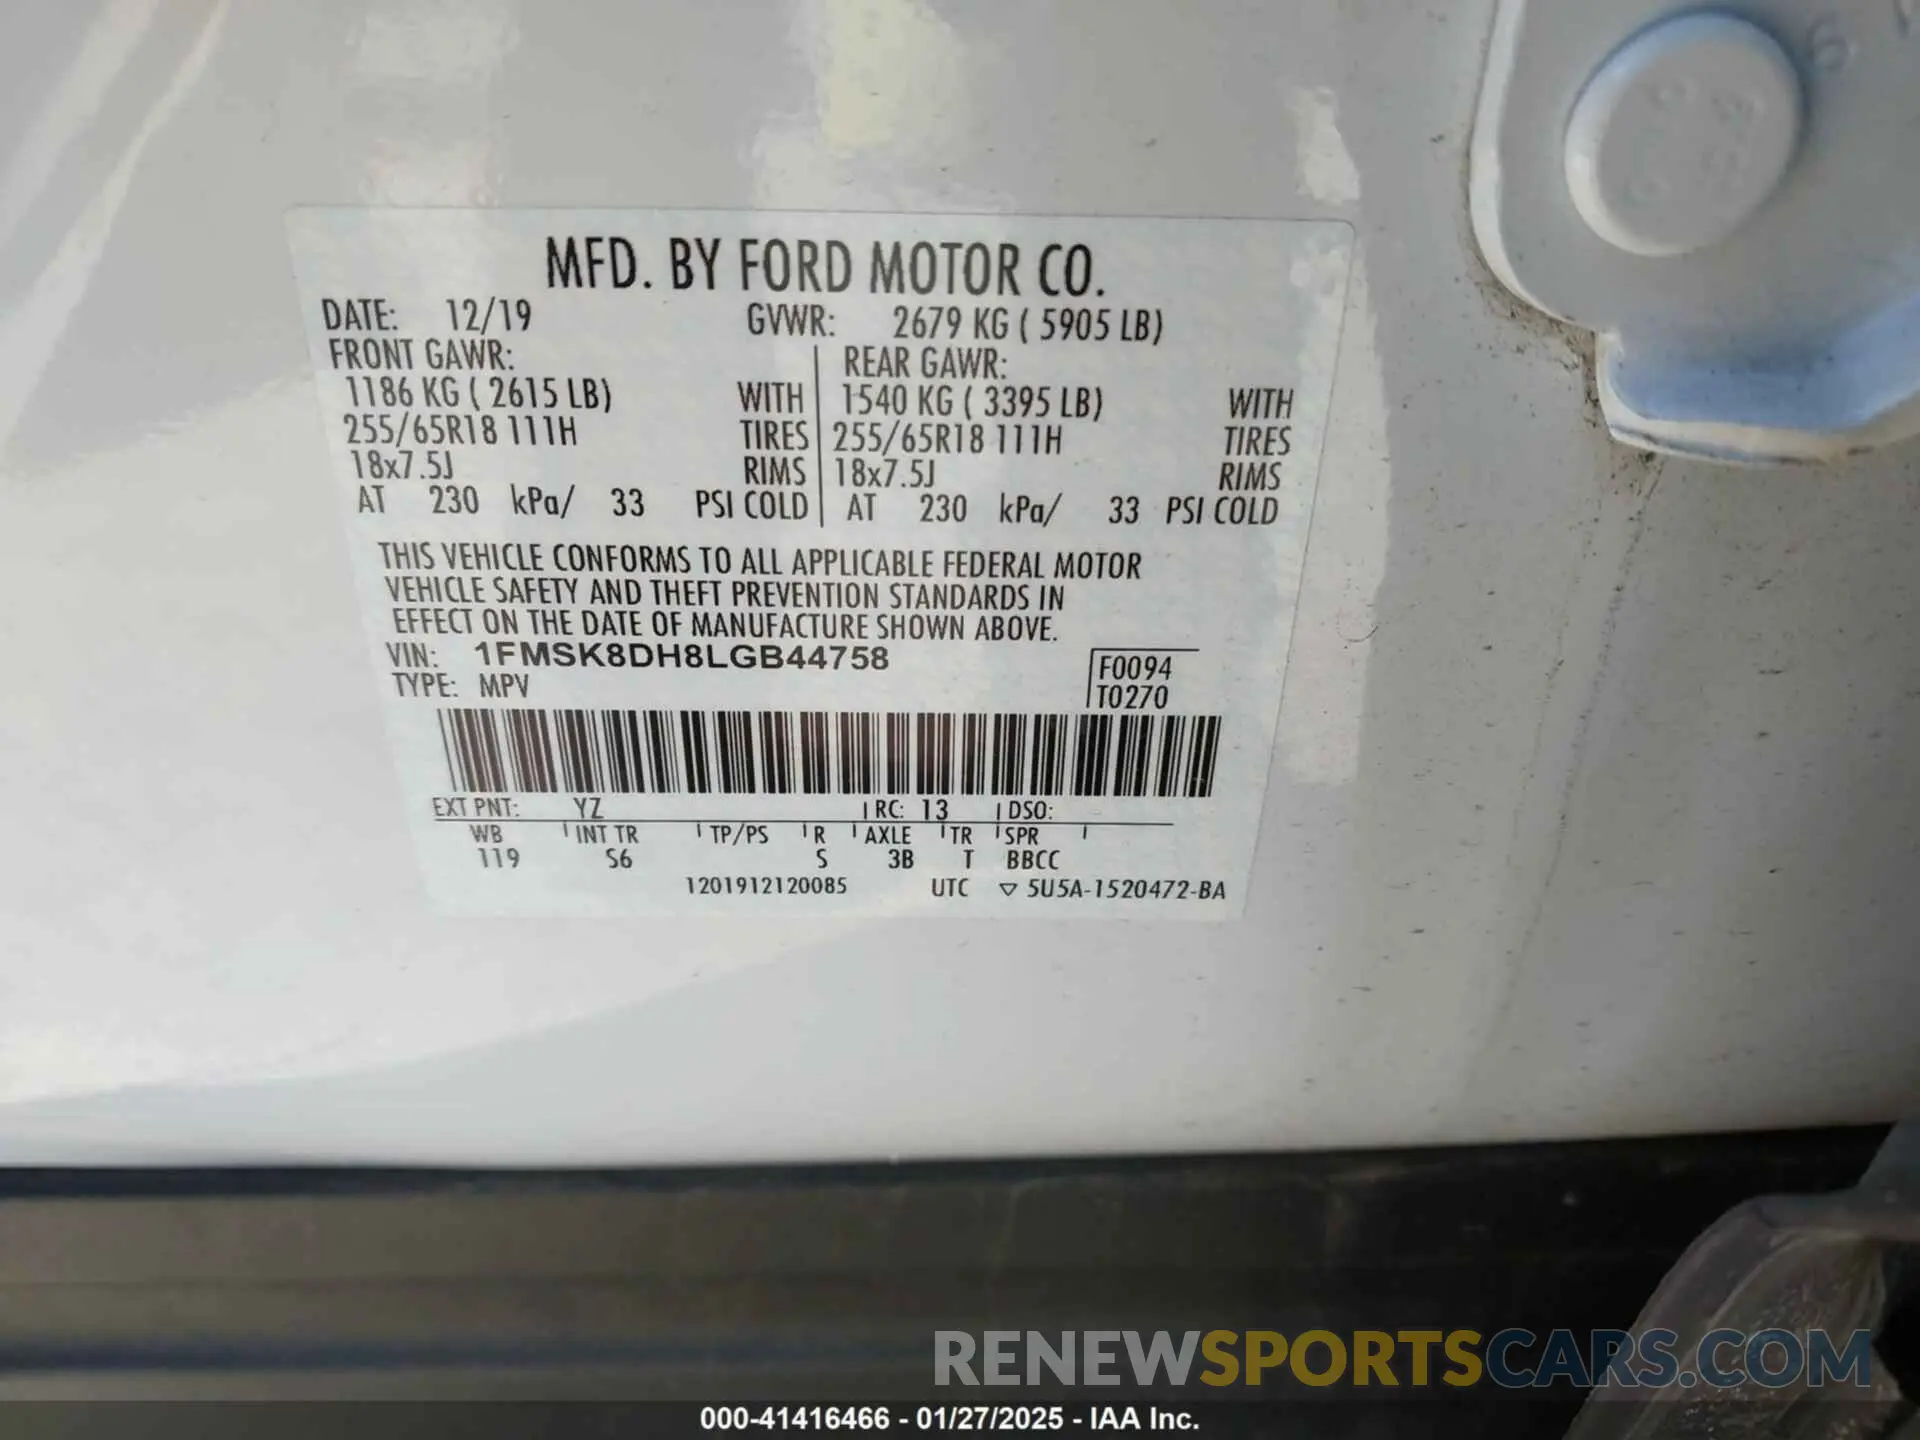 MFD. BY FORD MOTOR CO.
DATE: 12/19 GVWR: 2679 KG ( 5905 LB)
FRONT GAWR: REAR GAWR:
1186 KG ( 2615 LB) WITH 1540 KG ( 3395 LB) WITH
255/65R18 111H TIRES 255/65R18 111H TIRES
18x7.5J RIMS 18x7.5J RIMS
AT 230 kPa/ 33 PSI COLD AT 230 kPa/ 33 PSI COLD
THIS VEHICLE CONFORMS TO ALL APPLICABLE FEDERAL MOTOR
VEHICLE SAFETY AND THEFT PREVENTION STANDARDS IN
EFFECT ON THE DATE OF MANUFACTURE SHOWN ABOVE.
VIN: 1FMSK8DH8LGB44758 F0094
TYPE: MPV T0270
EXT PNT: YZ RC: 13 DSO:
WB INT TR TP/PS R AXLE TR SPR
119 S6 S 3B T BBCC
1201912120085 UTC ▽ 5U5A-1520472-BA
RENEWSPORTSCARS.COM
000-41416466 - 01/27/2025 - IAA Inc.